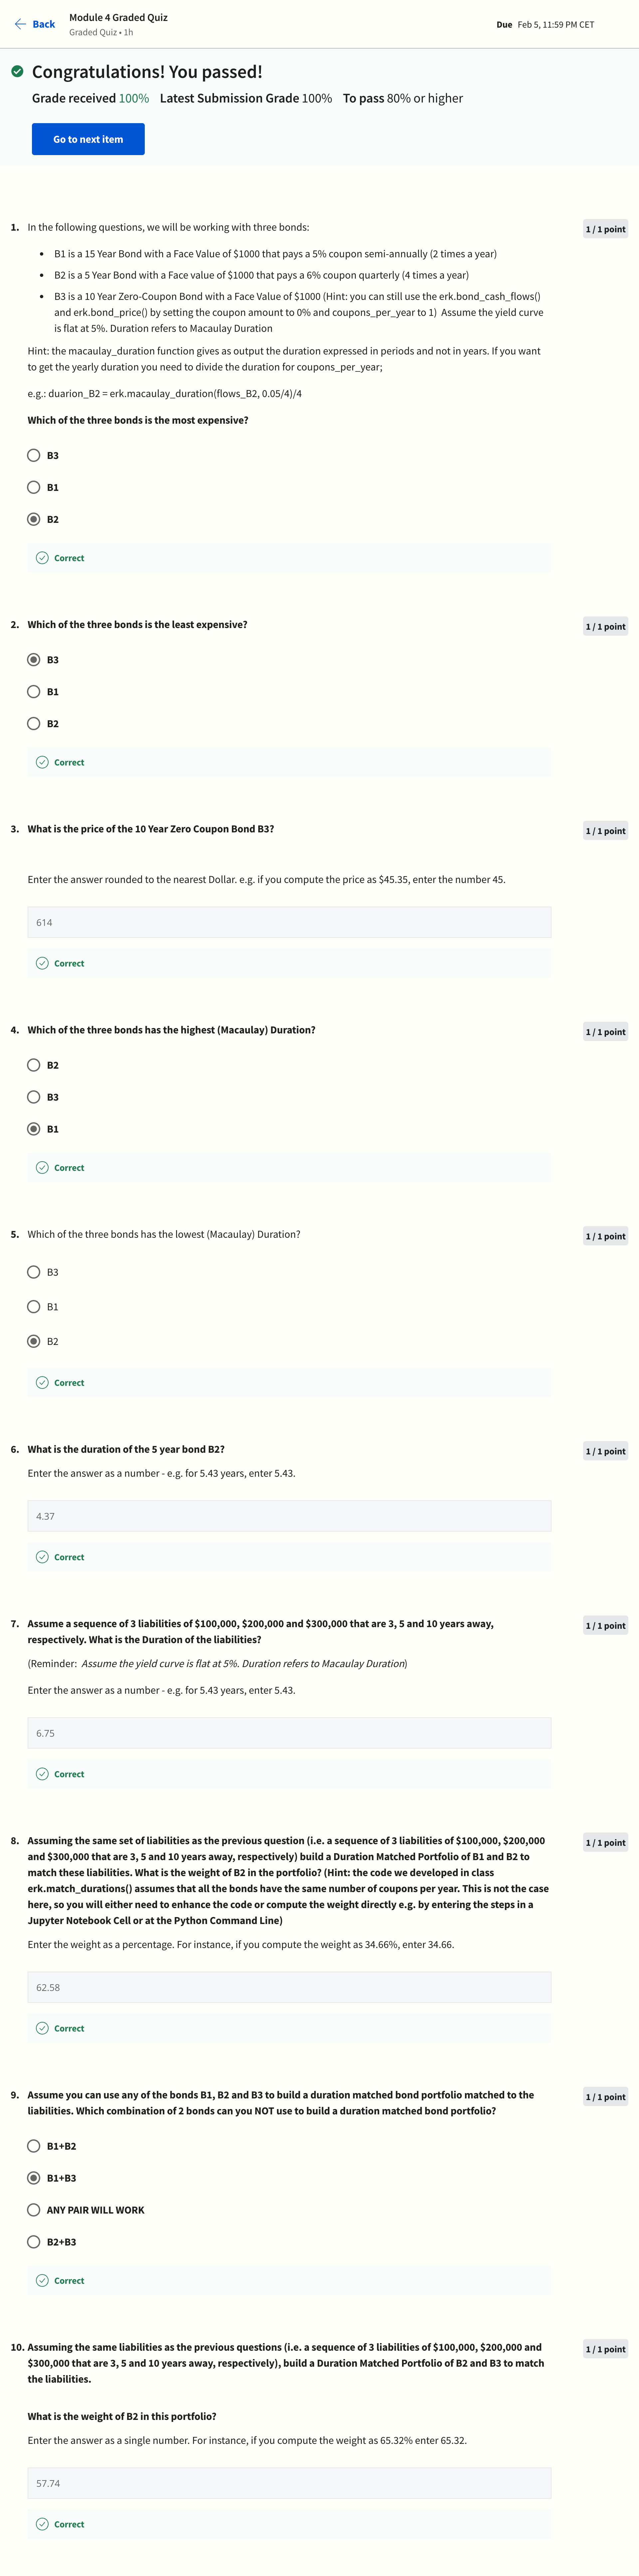 Back
Module 4 Graded Quiz
Graded Quiz • 1h
Due Feb 5, 11:59 PM CET
Congratulations! You passed!
Grade received 100% Latest Submission Grade 100% To pass 80% or higher
Go to next item
1. In the following questions, we will be working with three bonds:
1 / 1 point
• B1 is a 15 Year Bond with a Face Value of $1000 that pays a 5% coupon semi-annually (2 times a year)
• B2 is a 5 Year Bond with a Face value of $1000 that pays a 6% coupon quarterly (4 times a year)
• B3 is a 10 Year Zero-Coupon Bond with a Face Value of $1000 (Hint: you can still use the erk.bond_cash_flows()
and erk.bond_price() by setting the coupon amount to 0% and coupons_per_year to 1) Assume the yield curve
is flat at 5%. Duration refers to Macaulay Duration
Hint: the macaulay_duration function gives as output the duration expressed in periods and not in years. If you want
to get the yearly duration you need to divide the duration for coupons_per_year;
e.g.: duarion_B2 = erk.macaulay_duration(flows_B2, 0.05/4)/4
Which of the three bonds is the most expensive?
B3
B1
B2
Correct
2. Which of the three bonds is the least expensive?
1 / 1 point
B3
B1
B2
Correct
3. What is the price of the 10 Year Zero Coupon Bond B3?
1 / 1 point
Enter the answer rounded to the nearest Dollar. e.g. if you compute the price as $45.35, enter the number 45.
614
Correct
4. Which of the three bonds has the highest (Macaulay) Duration?
1 / 1 point
B2
B3
B1
Correct
5. Which of the three bonds has the lowest (Macaulay) Duration?
1 / 1 point
B3
B1
B2
Correct
6. What is the duration of the 5 year bond B2?
1 / 1 point
Enter the answer as a number - e.g. for 5.43 years, enter 5.43.
4.37
Correct
7. Assume a sequence of 3 liabilities of $100,000, $200,000 and $300,000 that are 3, 5 and 10 years away,
respectively. What is the Duration of the liabilities?
1 / 1 point
(Reminder: Assume the yield curve is flat at 5%. Duration refers to Macaulay Duration)
Enter the answer as a number - e.g. for 5.43 years, enter 5.43.
6.75
Correct
8. Assuming the same set of liabilities as the previous question (i.e. a sequence of 3 liabilities of $100,000, $200,000
and $300,000 that are 3, 5 and 10 years away, respectively) build a Duration Matched Portfolio of B1 and B2 to
match these liabilities. What is the weight of B2 in the portfolio? (Hint: the code we developed in class
erk.match_durations() assumes that all the bonds have the same number of coupons per year. This is not the case
here, so you will either need to enhance the code or compute the weight directly e.g. by entering the steps in a
Jupyter Notebook Cell or at the Python Command Line)
1 / 1 point
Enter the weight as a percentage. For instance, if you compute the weight as 34.66%, enter 34.66.
62.58
Correct
9. Assume you can use any of the bonds B1, B2 and B3 to build a duration matched bond portfolio matched to the
liabilities. Which combination of 2 bonds can you NOT use to build a duration matched bond portfolio?
1 / 1 point
B1+B2
B1+B3
ANY PAIR WILL WORK
B2+B3
Correct
10. Assuming the same liabilities as the previous questions (i.e. a sequence of 3 liabilities of $100,000, $200,000 and
$300,000 that are 3, 5 and 10 years away, respectively), build a Duration Matched Portfolio of B2 and B3 to match
the liabilities.
1 / 1 point
What is the weight of B2 in this portfolio?
Enter the answer as a single number. For instance, if you compute the weight as 65.32% enter 65.32.
57.74
Correct